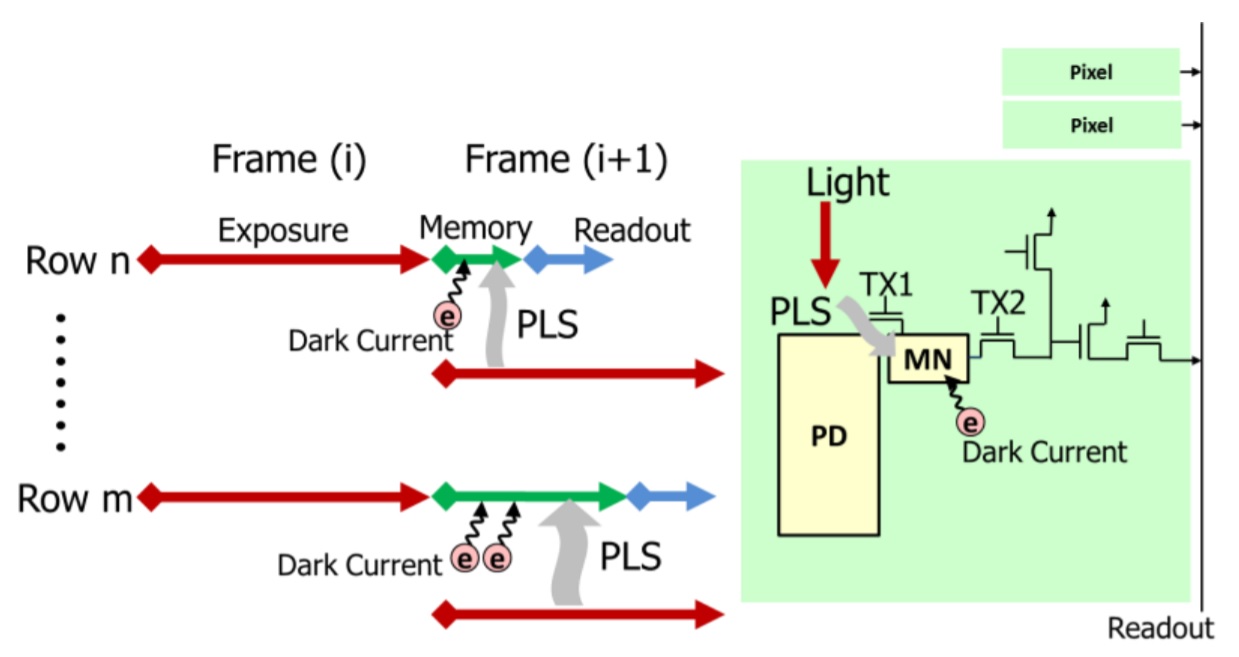 Frame (i)
Frame (i+1)
Exposure
Memory
Readout
Row n
e
Dark Current
PLS
Row m
Dark Current
e
e
PLS
Pixel
Pixel
Light
PLS
TX1
TX2
MN
PD
e
Dark Current
Readout